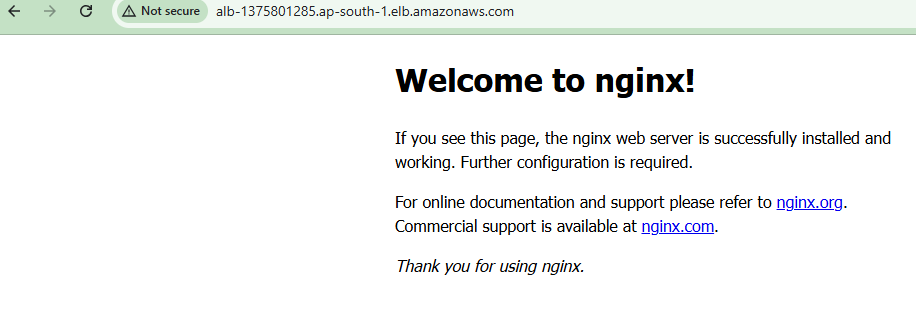 Not secure
alb-1375801285.ap-south-1.elb.amazonaws.com
Welcome to nginx!
If you see this page, the nginx web server is successfully installed and
working. Further configuration is required.
For online documentation and support please refer to nginx.org.
Commercial support is available at nginx.com.
Thank you for using nginx.